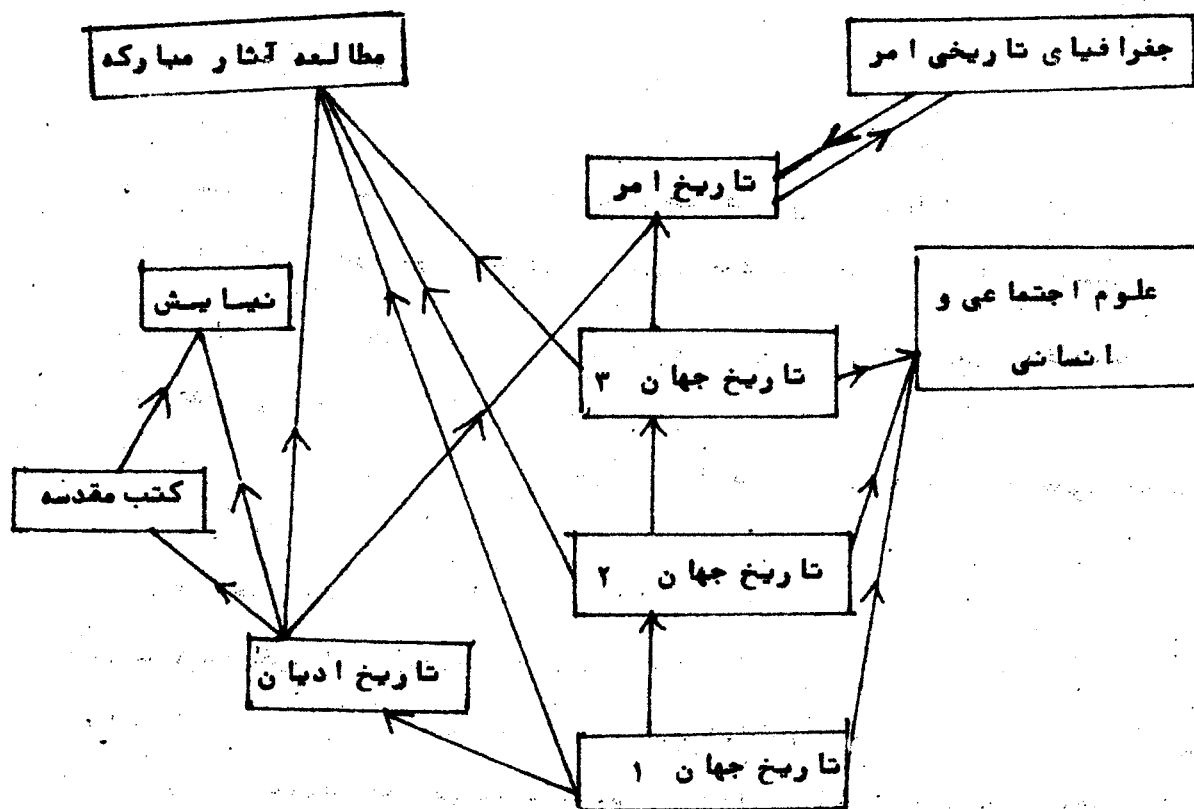 جغرافیای تاریخی امر
مطالعه آثار مبارکه
تاریخ امر
علوم اجتماعی و
انسانی
نیایش
تاریخ جهان ۳
کتب مقدسه
تاریخ جهان ۲
تاریخ ادیان
تاریخ جهان ۱